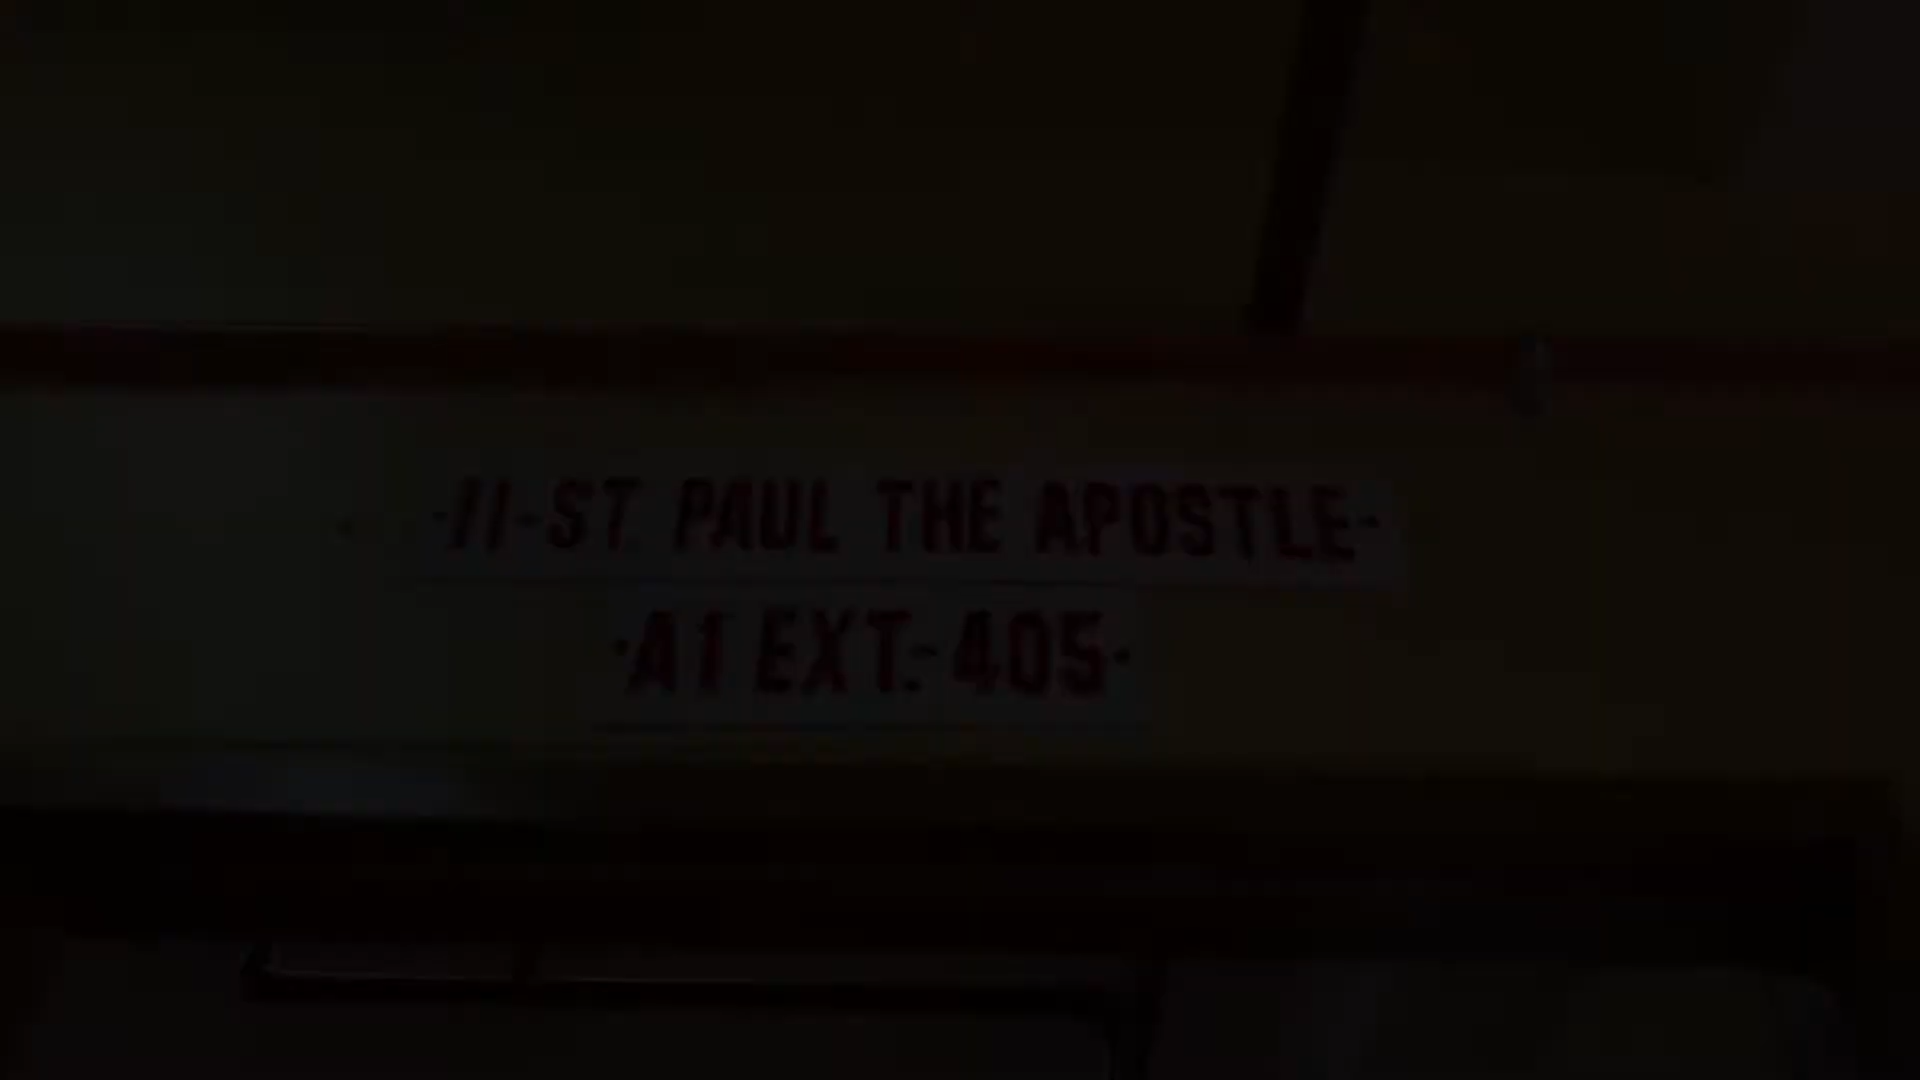 ·11-ST. PAUL THE APOSTLE·
·A1 EXT.-405·